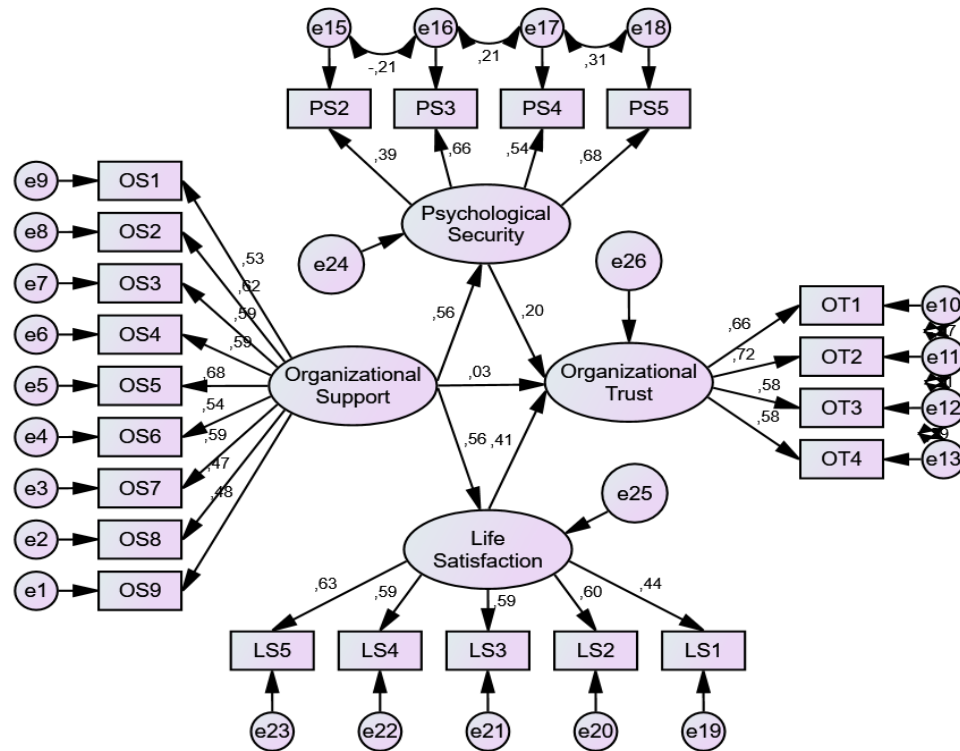 e15
e16
e17
e18
-,21
,21
,31
PS2
PS3
PS4
PS5
,39
,66
,54
,68
Psychological
Security
e24
e26
e9
OS1
e8
OS2
e7
OS3
e6
OS4
e5
OS5
e4
OS6
e3
OS7
e2
OS8
e1
OS9
,53
,62
,59
,59
,68
,54
,59
,47
,48
Organizational
Support
,56
,20
,03
,56
,41
Organizational
Trust
,66
,72
,58
,58
OT1
e10
OT2
e11
OT3
e12
OT4
e13
e25
Life
Satisfaction
,63
,59
,59
,60
,44
LS5
LS4
LS3
LS2
LS1
e23
e22
e21
e20
e19